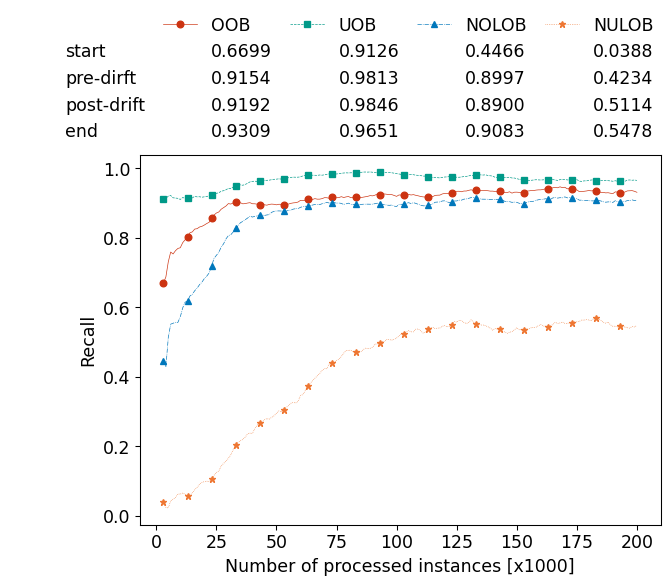 OOB UOB NOLOB NULOB
start 0.6699 0.9126 0.4466 0.0388
pre-dirft 0.9154 0.9813 0.8997 0.4234
post-drift 0.9192 0.9846 0.8900 0.5114
end 0.9309 0.9651 0.9083 0.5478
1.0
0.8
0.6
0.4
0.2
0.0
Recall
0 25 50 75 100 125 150 175 200
Number of processed instances [x1000]